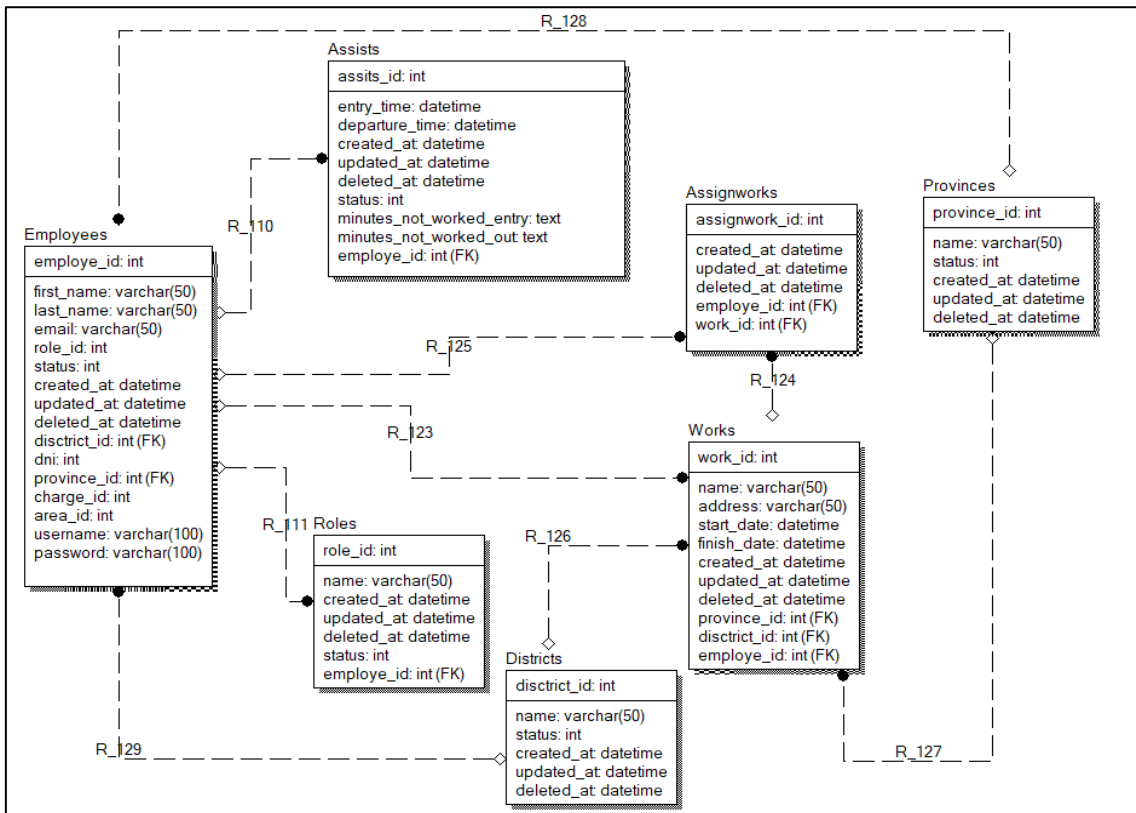 R_128
Assists
assits_id: int
entry_time: datetime
departure_time: datetime
created_at: datetime
updated_at: datetime
deleted_at: datetime
status: int
minutes_not_worked_entry: text
minutes_not_worked_out: text
employe_id: int (FK)
R_110
Employees
employe_id: int
first_name: varchar(50)
last_name: varchar(50)
email: varchar(50)
role_id: int
status: int
created_at: datetime
updated_at: datetime
deleted_at: datetime
disctrict_id: int (FK)
dni: int
province_id: int (FK)
charge_id: int
area_id: int
username: varchar(100)
password: varchar(100)
Assignworks
assignwork_id: int
created_at: datetime
updated_at: datetime
deleted_at: datetime
employe_id: int (FK)
work_id: int (FK)
Provinces
province_id: int
name: varchar(50)
status: int
created_at: datetime
updated_at: datetime
deleted_at: datetime
R_125
R_124
R_123
Works
work_id: int
name: varchar(50)
address: varchar(50)
start_date: datetime
finish_date: datetime
created_at: datetime
updated_at: datetime
deleted_at: datetime
province_id: int (FK)
disctrict_id: int (FK)
employe_id: int (FK)
R_111
Roles
role_id: int
name: varchar(50)
created_at: datetime
updated_at: datetime
deleted_at: datetime
status: int
employe_id: int (FK)
R_126
Districts
disctrict_id: int
name: varchar(50)
status: int
created_at: datetime
updated_at: datetime
deleted_at: datetime
R_129
R_127